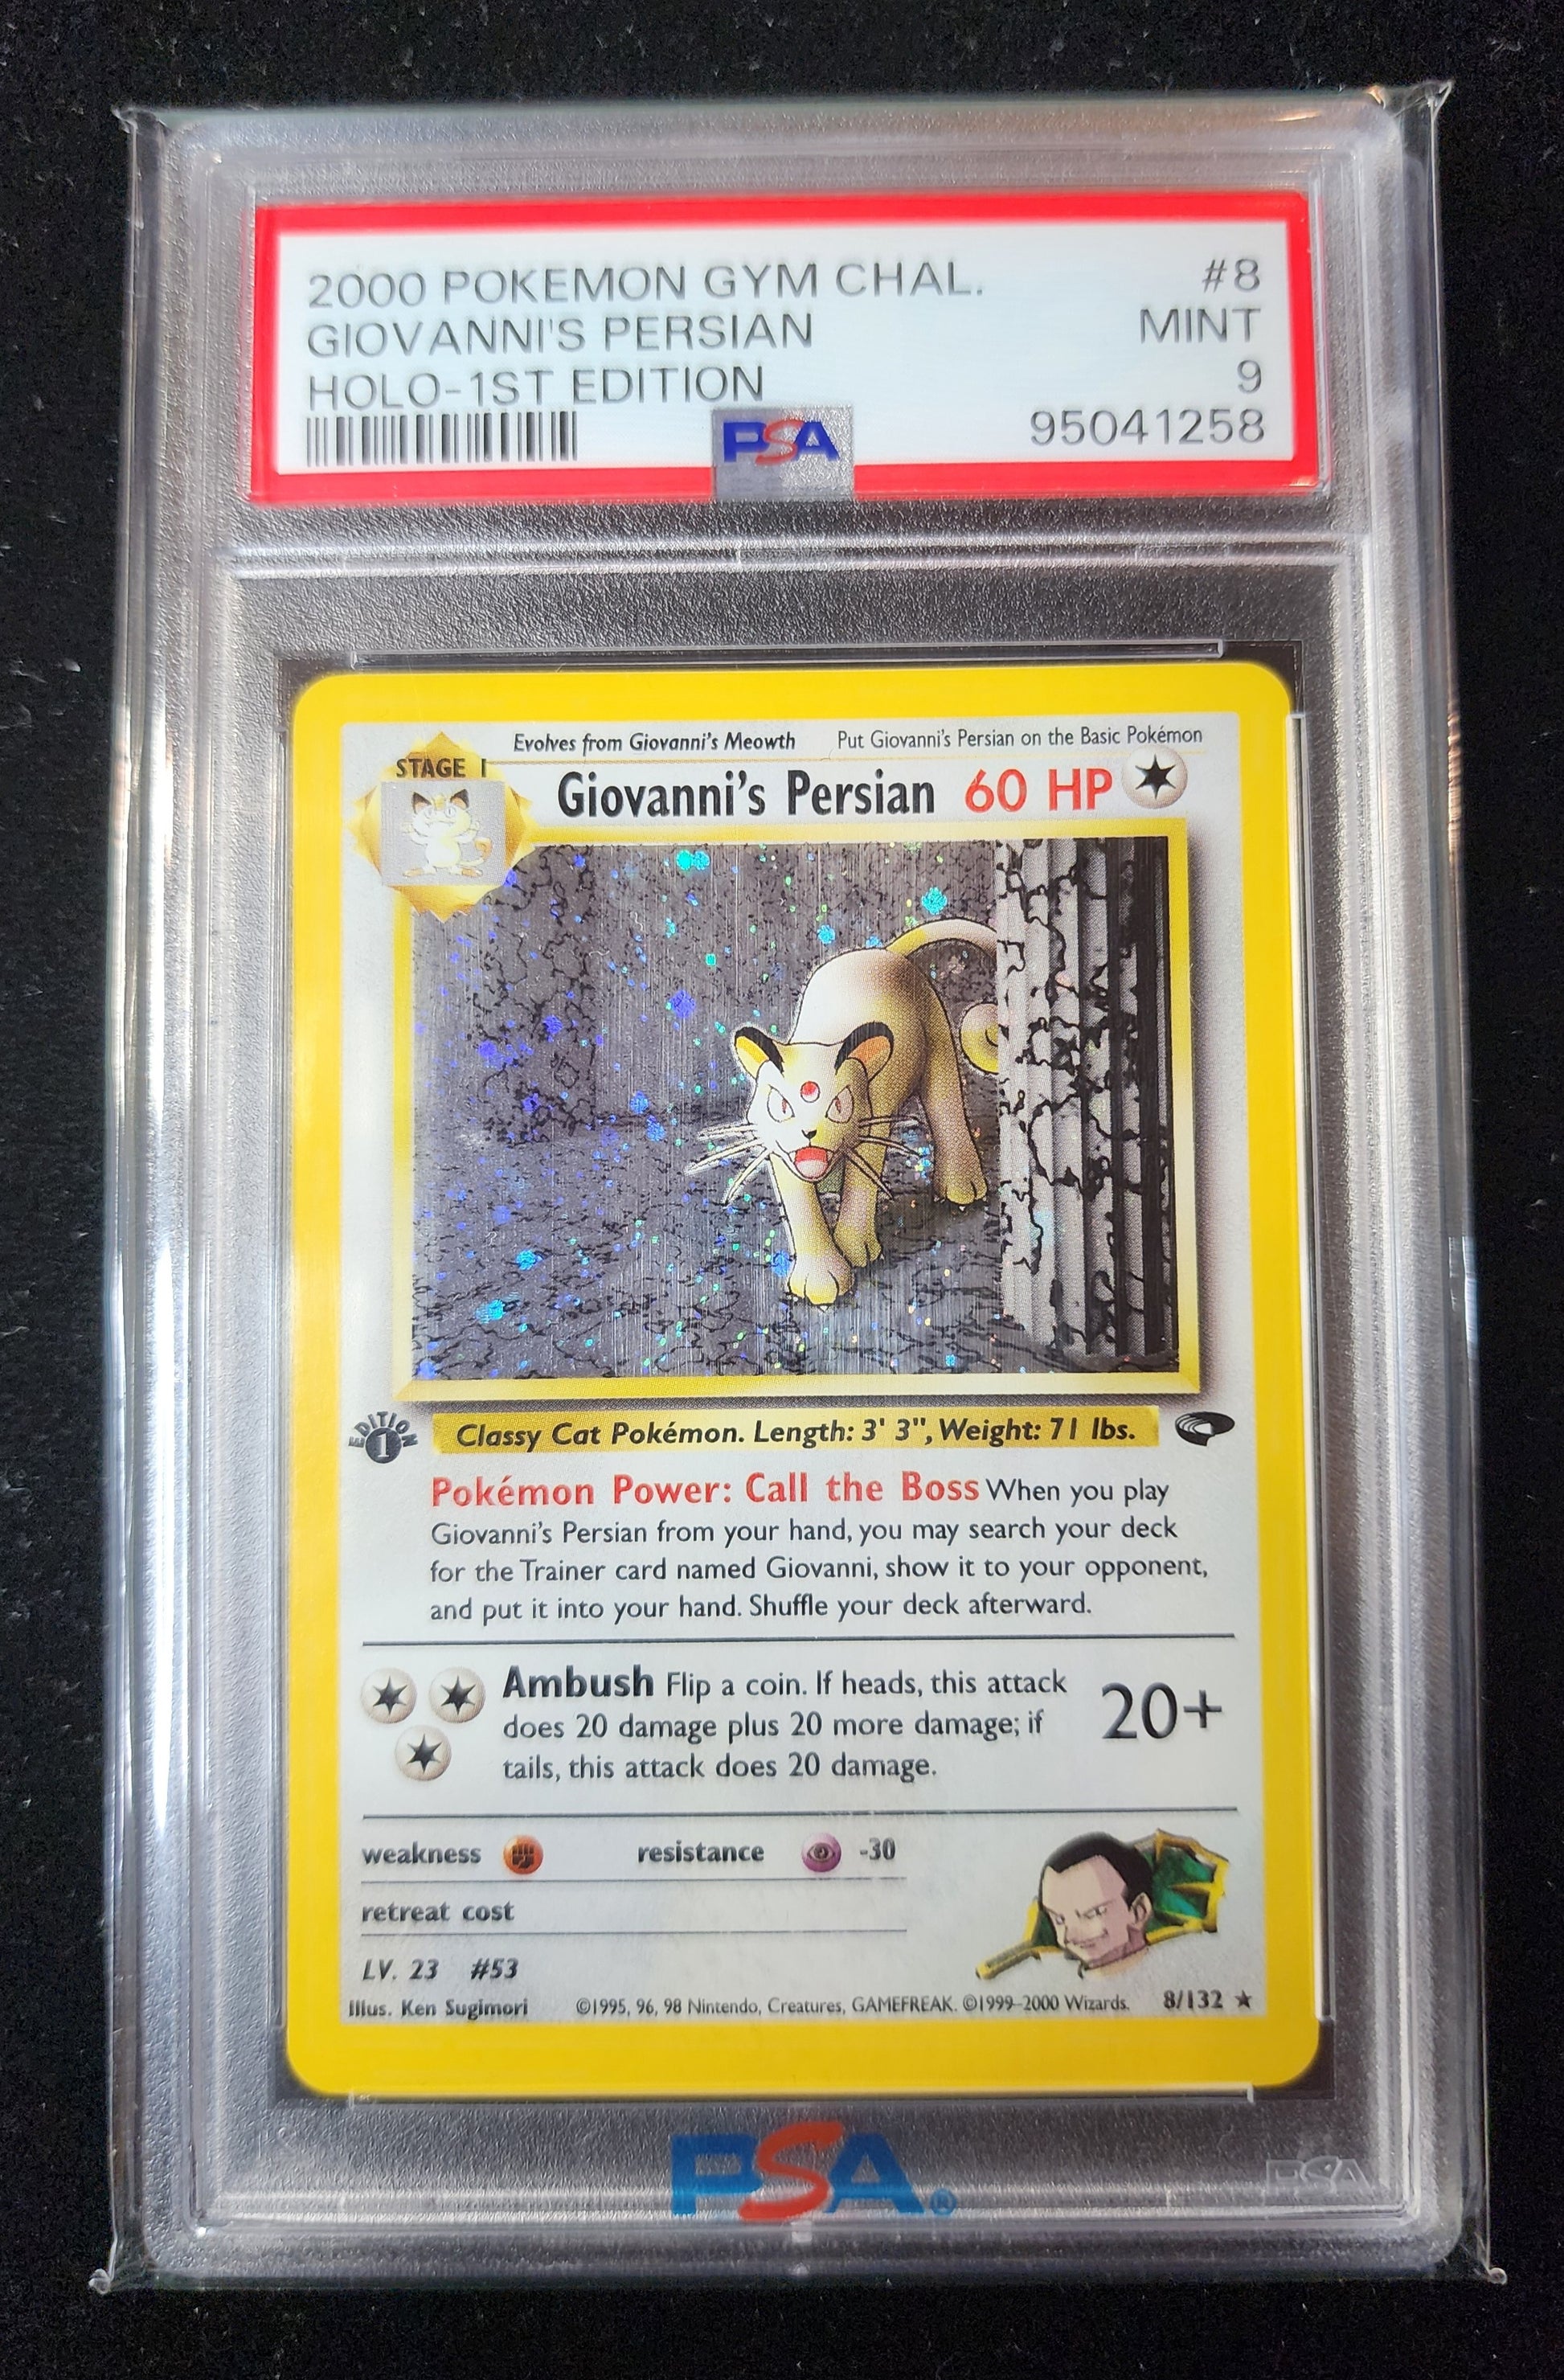 2000 POKEMON GYM CHAL. #8
GIOVANNI'S PERSIAN MINT
HOLO-1ST EDITION 9
PSA 95041258
Evolves from Giovanni's Meowth Put Giovanni's Persian on the Basic Pokémon
STAGE 1
Giovanni's Persian 60 HP
EDITION 1
Classy Cat Pokémon. Length: 3' 3", Weight: 71 lbs.
Pokémon Power: Call the Boss When you play
Giovanni's Persian from your hand, you may search your deck
for the Trainer card named Giovanni, show it to your opponent,
and put it into your hand. Shuffle your deck afterward.
Ambush Flip a coin. If heads, this attack
does 20 damage plus 20 more damage; if
tails, this attack does 20 damage.
20+
weakness resistance -30
retreat cost
LV. 23 #53
Illus. Ken Sugimori ©1995, 96, 98 Nintendo, Creatures, GAMEFREAK. ©1999-2000 Wizards. 8/132 ★
PSA®
PSA